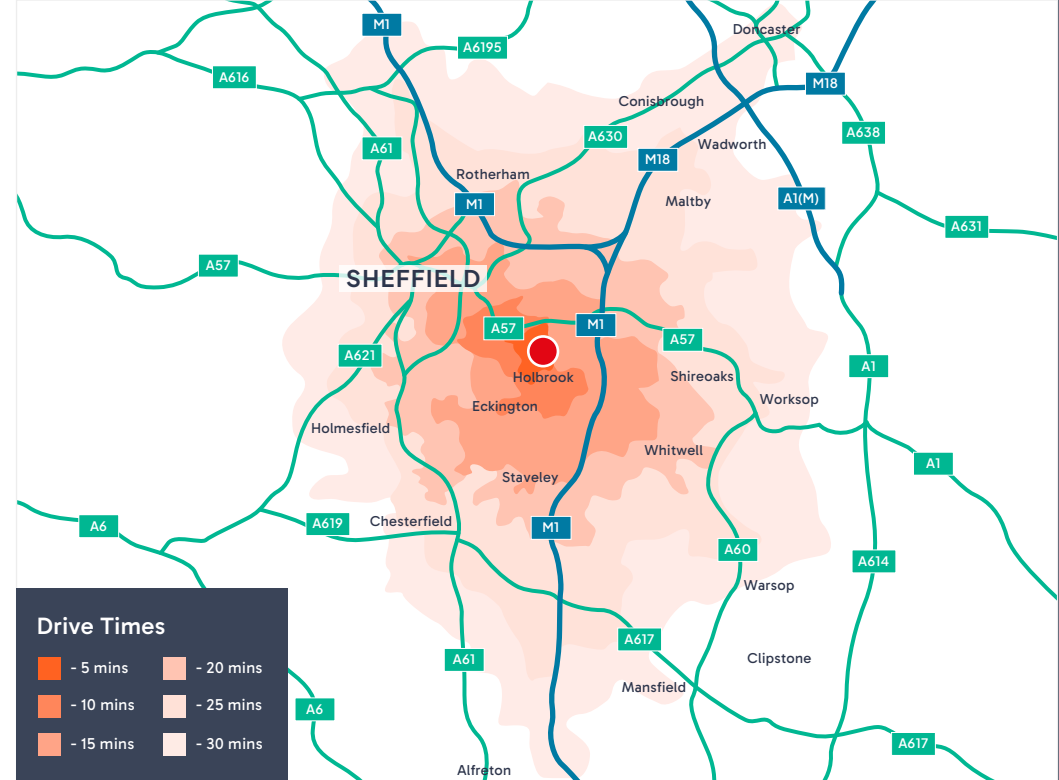 M1
A6195
Doncaster
A616
M18
Conisbrough
A630
A638
A61
Wadworth
M18
Rotherham
A1(M)
M1
Maltby
A631
A57
SHEFFIELD
A57
M1
A57
A621
A1
Holbrook
Shireoaks
Worksop
Eckington
Holmesfield
Whitwell
A1
Staveley
A6
A619
Chesterfield
M1
A60
A614
Warsop
Drive Times
A617
- 5 mins
- 20 mins
A61
Clipstone
Mansfield
- 10 mins
- 25 mins
A6
- 15 mins
- 30 mins
A617
Alfreton